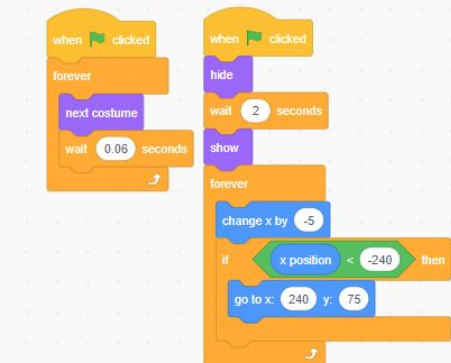 when clicked
forever
next costume
wait 0.06 seconds
when clicked
hide
wait 2 seconds
show
forever
change x by -5
if x position < -240 then
go to x: 240 y: 75